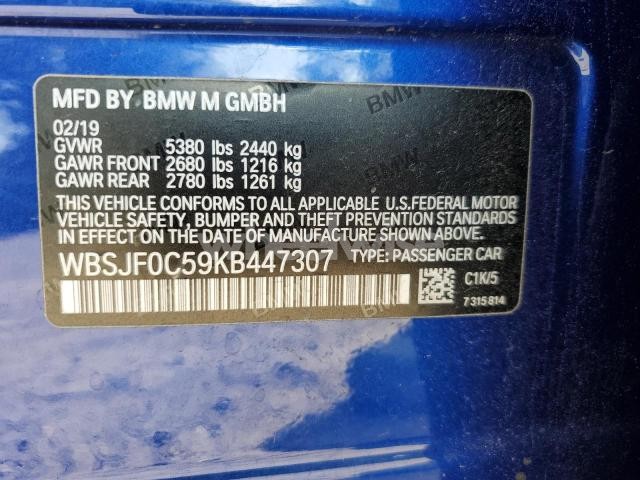 MFD BY BMW M GMBH
02/19
GVWR 5380 lbs 2440 kg
GAWR FRONT 2680 lbs 1216 kg
GAWR REAR 2780 lbs 1261 kg
THIS VEHICLE CONFORMS TO ALL APPLICABLE U.S.FEDERAL MOTOR
VEHICLE SAFETY, BUMPER AND THEFT PREVENTION STANDARDS
IN EFFECT ON THE DATE OF MANUFACTURE SHOWN ABOVE.
WBSJF0C59KB447307 TYPE: PASSENGER CAR
C1K/5
7315814